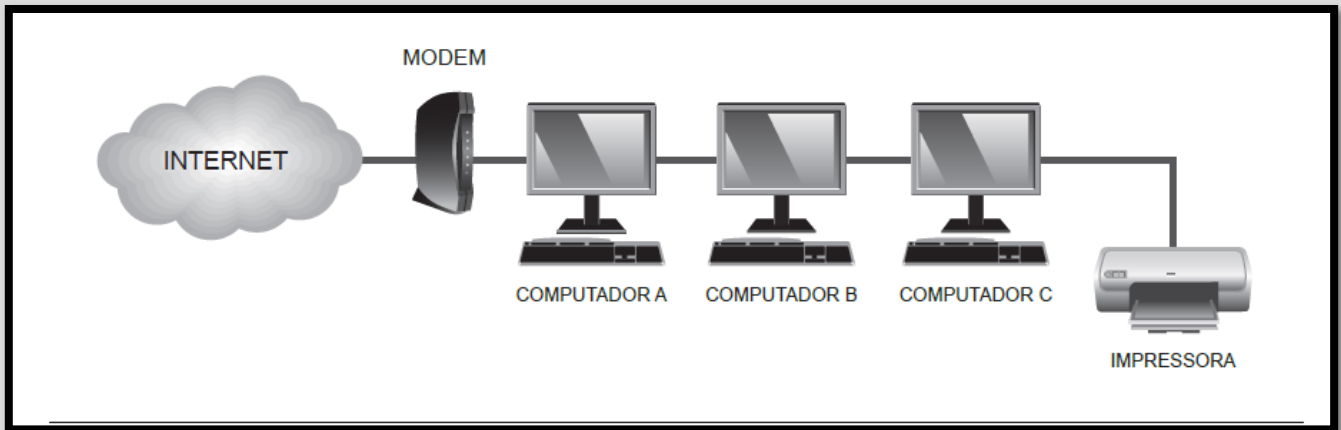 MODEM
INTERNET
COMPUTADOR A
COMPUTADOR B
COMPUTADOR C
IMPRESSORA